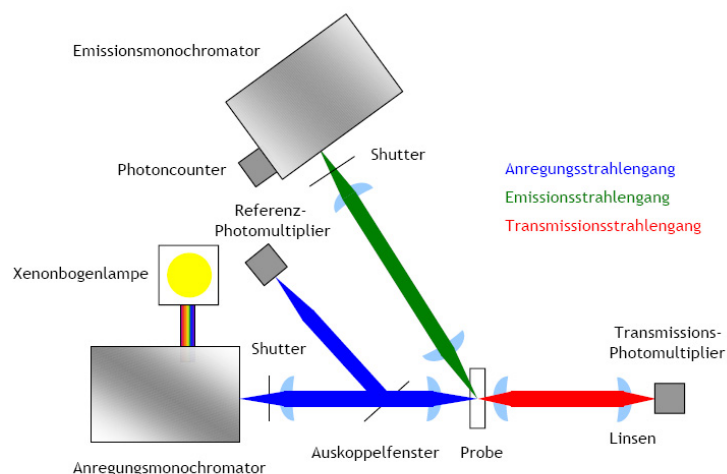 Emissionsmonochromator
Shutter
Photoncounter
Anregungsstrahlengang
Emissionsstrahlengang
Transmissionsstrahlengang
Referenz-
Photomultiplier
Xenonbogenlampe
Shutter
Transmissions-
Photomultiplier
Linsen
Auskoppelfenster
Probe
Anregungsmonochromator